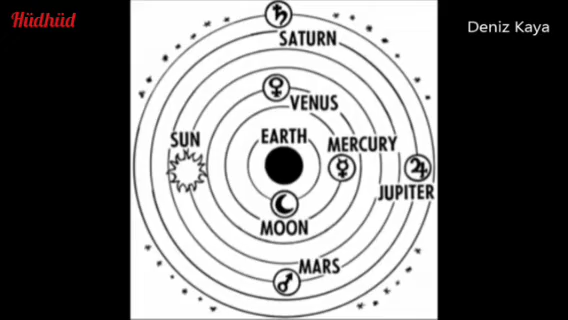 Hüdhüd
Deniz Kaya
SATURN
VENUS
SUN
EARTH
MERCURY
JUPITER
MOON
MARS